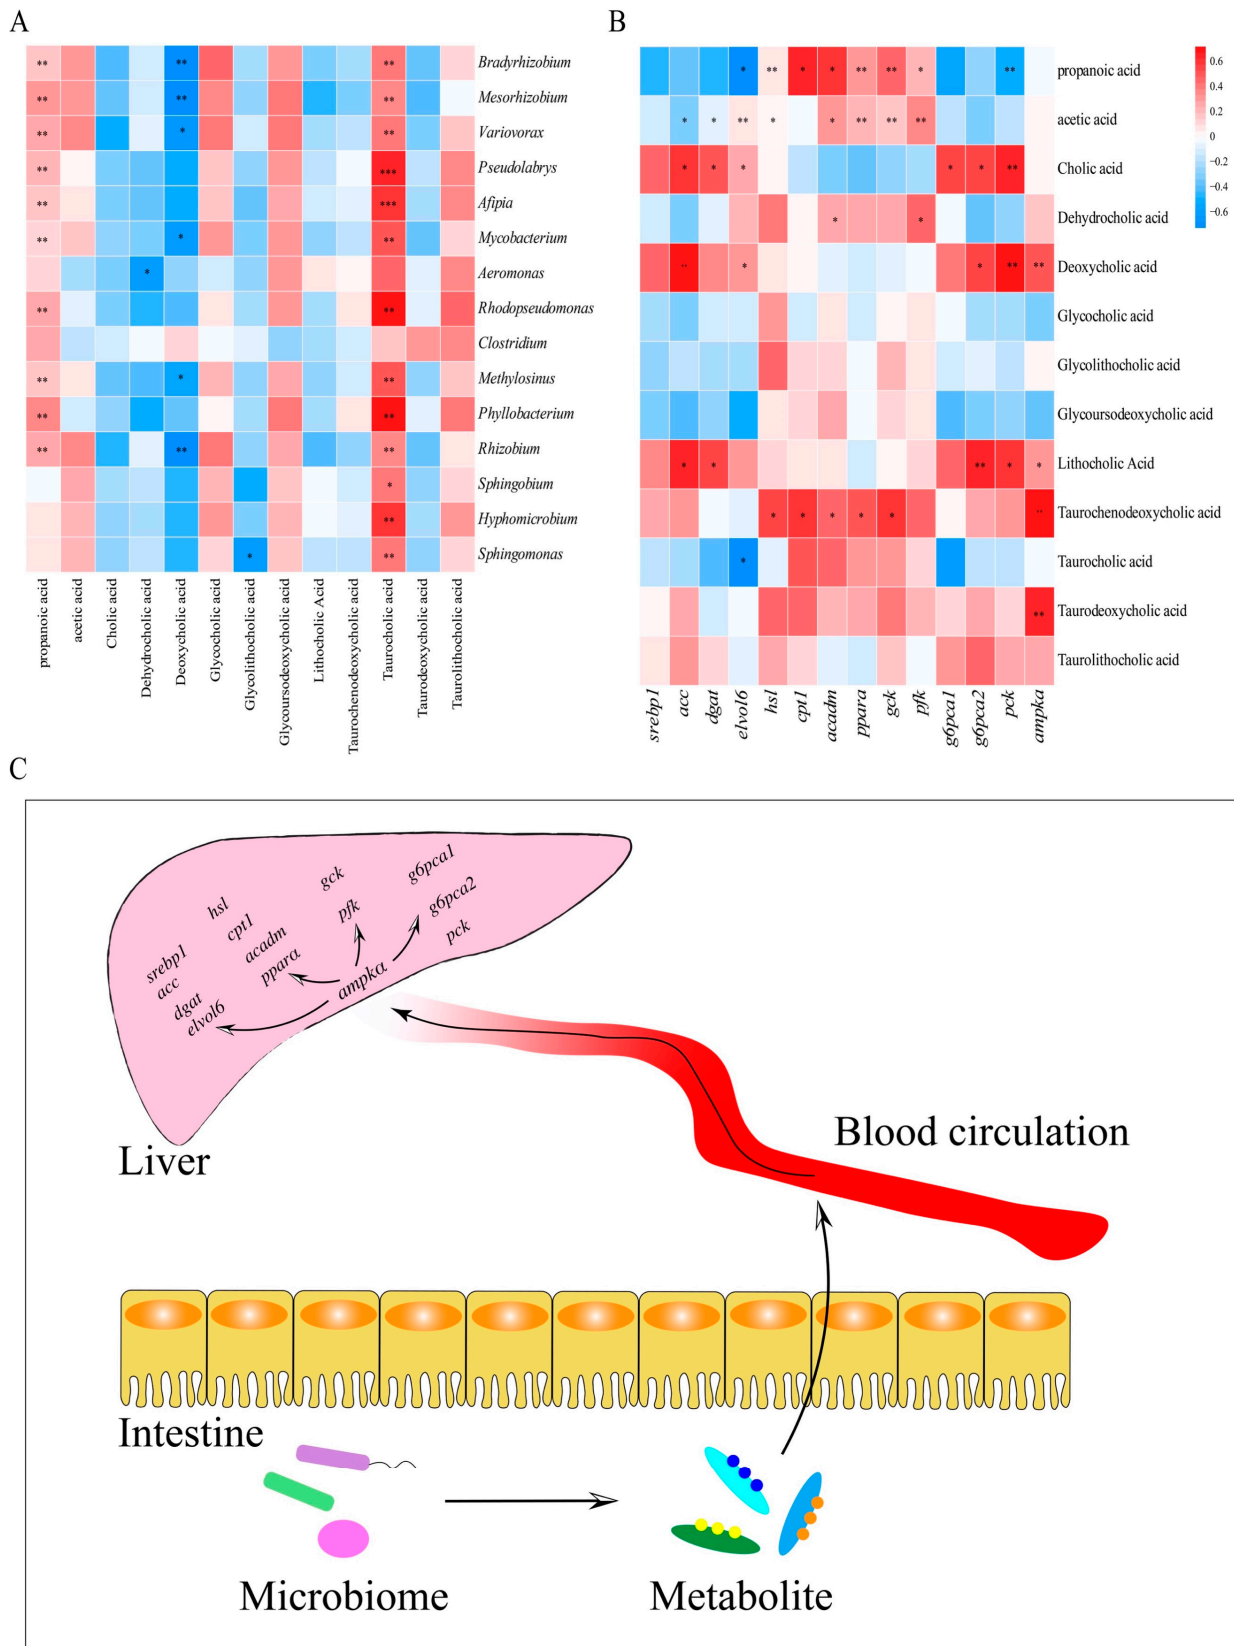 A
** ** Bradyrhizobium
** ** ** Mesorhizobium
** * ** Variovorax
** *** Pseudolabrys
** *** Afipia
** * ** Mycobacterium
* Aeromonas
** ** Rhodopseudomonas
Clostridium
** * ** Methylosinus
** ** Phyllobacterium
** ** ** Rhizobium
* Sphingobium
** Hyphomicrobium
* ** Sphingomonas
propanoic acid
acetic acid
Cholic acid
Dehydrocholic acid
Deoxycholic acid
Glycocholic acid
Glycolithocholic acid
Glycoursodeoxycholic acid
Lithocholic Acid
Taurochenodeoxycholic acid
Taurocholic acid
Taurodeoxycholic acid
Taurolithocholic acid
B
* ** * * ** ** * ** propanoic acid
* * ** * * ** ** ** acetic acid
* * * * * ** Cholic acid
* * Dehydrocholic acid
** * * ** ** Deoxycholic acid
Glycocholic acid
Glycolithocholic acid
Glycoursodeoxycholic acid
* * ** * * Lithocholic Acid
* * * * * ** Taurochenodeoxycholic acid
* Taurocholic acid
** Taurodeoxycholic acid
Taurolithocholic acid
srebp1
acc
dgat
elvol6
hsl
cpt1
acadm
ppara
gck
pfk
g6pca1
g6pca2
pck
ampka
0.6
0.4
0.2
0
−0.2
−0.4
−0.6
C
srebp1
acc
dgat
elvol6
hsl
cpt1
acadm
pparα
gck
pfk
g6pca1
g6pca2
pck
ampkα
Liver
Blood circulation
Intestine
Microbiome
Metabolite